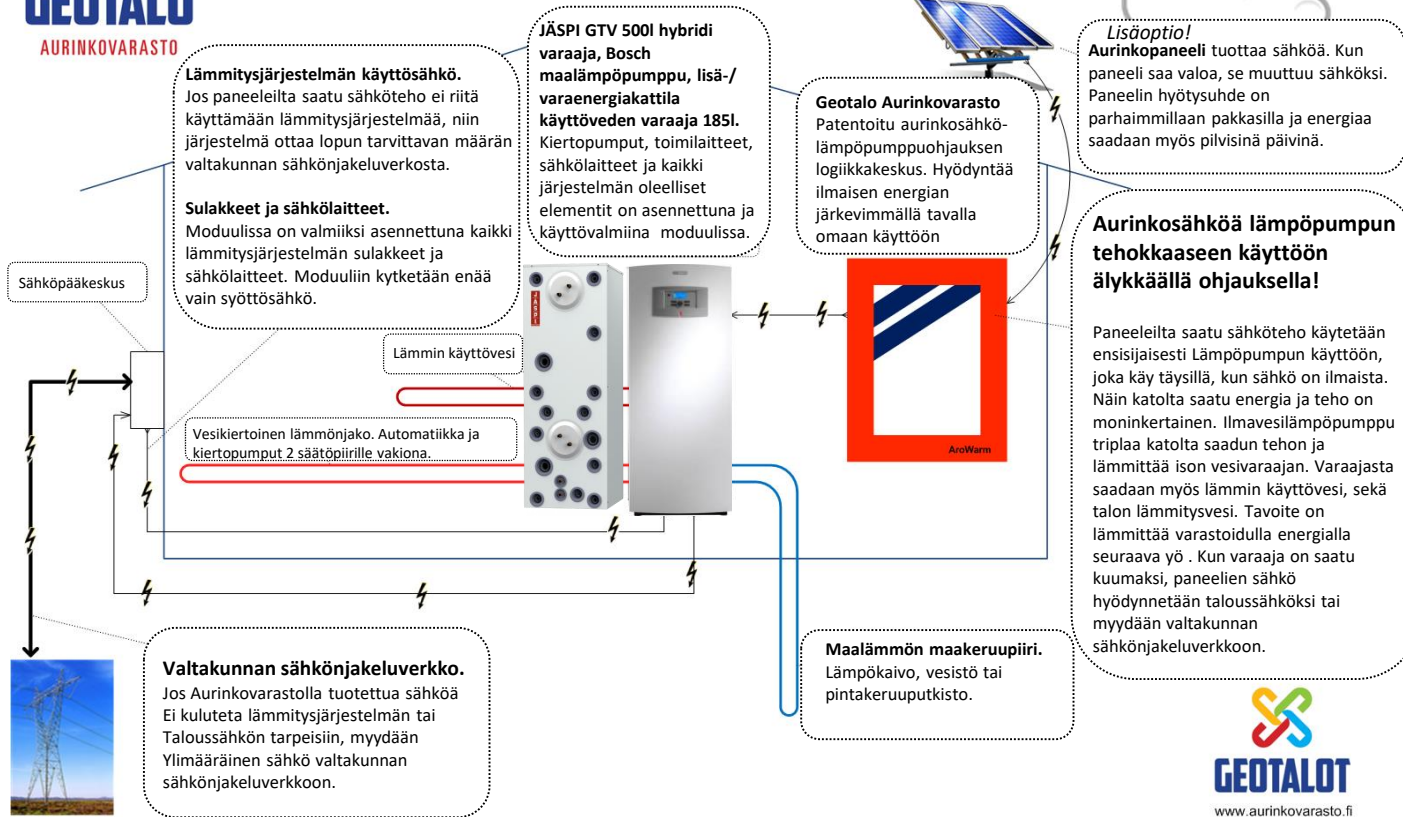 GEOTALO
AURINKOVARASTO
Lämmitysjärjestelmän käyttösähkö.
Jos paneeleilta saatu sähköteho ei riitä
käyttämään lämmitysjärjestelmää, niin
järjestelmä ottaa lopun tarvittavan määrän
valtakunnan sähkönjakeluverkosta.
Sulakkeet ja sähkölaitteet.
Moduulissa on valmiiksi asennettuna kaikki
lämmitysjärjestelmän sulakkeet ja
sähkölaitteet. Moduuliin kytketään enää
vain syöttösähkö.
JÄSPI GTV 500l hybridi
varaaja, Bosch
maalämpöpumppu, lisä-/
varaenergiakattila
käyttöveden varaaja 185l.
Kiertopumput, toimilaitteet,
sähkölaitteet ja kaikki
järjestelmän oleelliset
elementit on asennettuna ja
käyttövalmiina moduulissa.
Geotalo Aurinkovarasto
Patentoitu aurinkosähkö-
lämpöpumppuohjauksen
logiikkakeskus. Hyödyntää
ilmaisen energian
järkevimmällä tavalla
omaan käyttöön
Lisäoptio!
Aurinkopaneeli tuottaa sähköä. Kun
paneeli saa valoa, se muuttuu sähköksi.
Paneelin hyötysuhde on
parhaimmillaan pakkasilla ja energiaa
saadaan myös pilvisinä päivinä.
Aurinkosähköä lämpöpumpun
tehokkaaseen käyttöön
älykkäällä ohjauksella!
Paneeleilta saatu sähköteho käytetään
ensisijaisesti Lämpöpumpun käyttöön,
joka käy täysillä, kun sähkö on ilmaista.
Näin katolta saatu energia ja teho on
moninkertainen. Ilmavesilämpöpumppu
triplaa katolta saadun tehon ja
lämmittää ison vesivaraajan. Varaajasta
saadaan myös lämmin käyttövesi, sekä
talon lämmitysvesi. Tavoite on
lämmittää varastoidulla energialla
seuraava yö . Kun varaaja on saatu
kuumaksi, paneelien sähkö
hyödynnetään taloussähköksi tai
myydään valtakunnan
sähkönjakeluverkkoon.
Sähköpääkeskus
JÄSPI
Lämmin käyttövesi
Vesikiertoinen lämmönjako. Automatiikka ja
kiertopumput 2 säätöpiirille vakiona.
AroWarm
Valtakunnan sähkönjakeluverkko.
Jos Aurinkovarastolla tuotettua sähköä
Ei kuluteta lämmitysjärjestelmän tai
Taloussähkön tarpeisiin, myydään
Ylimääräinen sähkö valtakunnan
sähkönjakeluverkkoon.
Maalämmön maakeruupiiri.
Lämpökaivo, vesistö tai
pintakeruuputkisto.
GEOTALOT
www.aurinkovarasto.fi